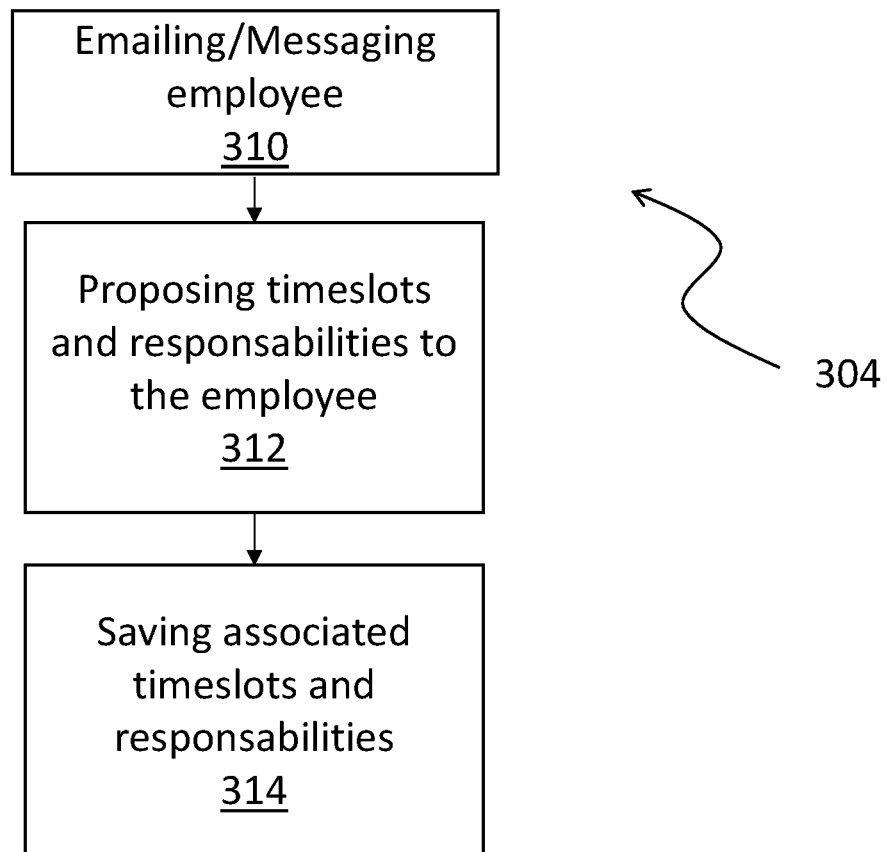 Emailing/Messaging
employee
310
Proposing timeslots
and responsabilities to
the employee
312
304
Saving associated
timeslots and
responsabilities
314